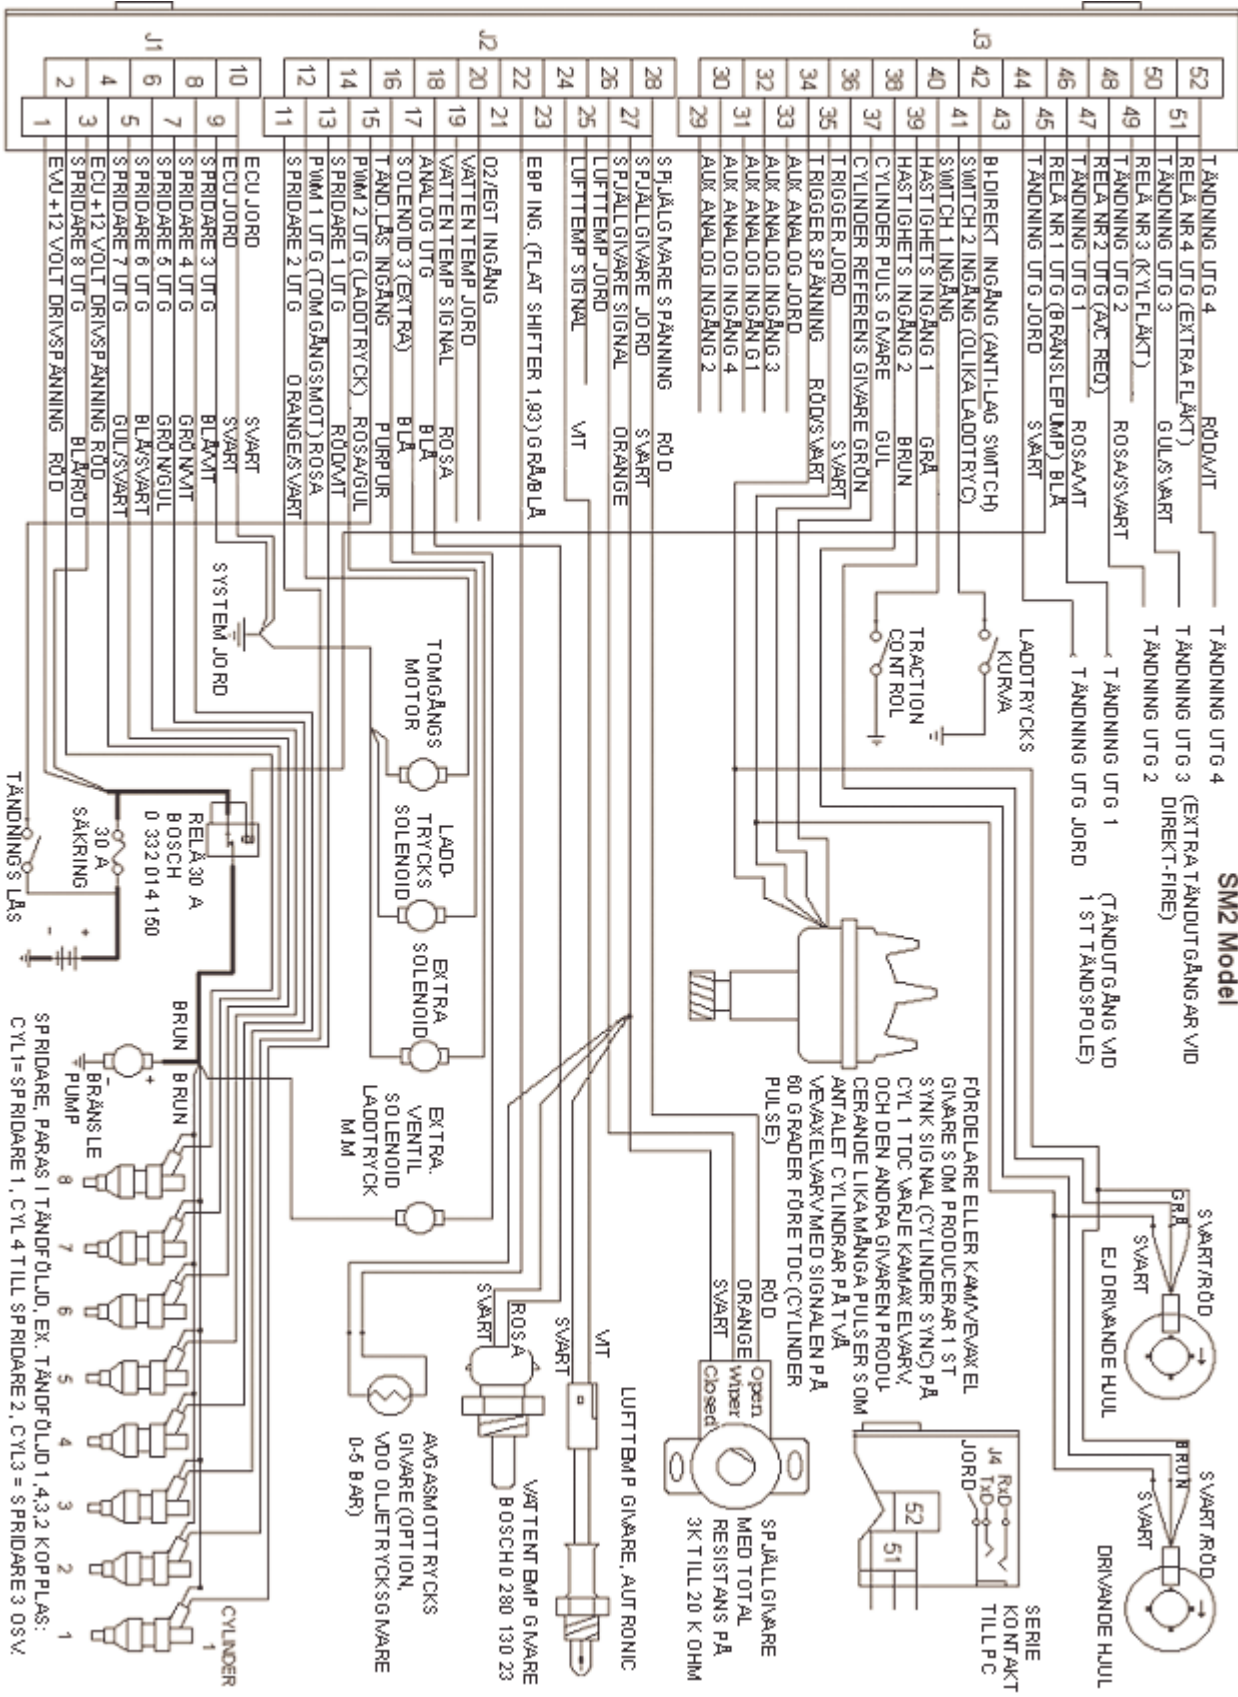 SM2 Model
J1
J2
J3
2
4
6
8
10
12
14
16
18
20
22
24
26
28
30
32
34
36
38
40
42
44
46
48
50
52
1
3
5
7
9
11
13
15
17
19
21
23
25
27
29
31
33
35
37
39
41
43
45
47
49
51
EVU +12 VOLT DRIV/SPÄNNING RÖD
SPRIDARE 8 UTG BLÅ/RÖD
ECU +12 VOLT DRIV/SPÄNNING RÖD
SPRIDARE 7 UTG GUL/SVART
SPRIDARE 6 UTG BLÅ/SVART
SPRIDARE 5 UTG GRÖN/GUL
SPRIDARE 4 UTG GRÖN/VIT
SPRIDARE 3 UTG BLÅ/VIT
ECU JORD SVART
ECU JORD SVART
SPRIDARE 2 UTG ORANGE/SVART
PWM 1 UTG (TOMGÅNGSMOT) ROSA
SPRIDARE 1 UTG RÖD/VIT
PWM 2 UTG (LADDTRYCK) ROSA/GUL
TÄND.LÅS INGÅNG PURPUR
SOLENOID 3 (EXTRA) BLÅ
ANALOG UTG BLÅ
VATTENTEMP SIGNAL ROSA
VATTENTEMP JORD
O2/EGT INGÅNG
EBP ING. (FLAT SHIFTER 1,93) GRÅ/BLÅ
LUFTTEMP SIGNAL VIT
LUFTTEMP JORD
SPJÄLLGIVARE SIGNAL ORANGE
SPJÄLLGIVARE JORD SVART
SPJÄLGIVARE SPÄNNING RÖD
AUX ANALOG INGÅNG 2
AUX ANALOG INGÅNG 4
AUX ANALOG INGÅNG 1
AUX ANALOG INGÅNG 3
AUX ANALOG JORD
TRIGGER SPÄNNING RÖD/SVART
TRIGGER JORD SVART
CYLINDER REFERENS GIVARE GRÖN
CYLINDER PULS GIVARE GUL
HASTIGHETS INGÅNG 2 BRUN
HASTIGHETS INGÅNG 1 GRÅ
SWITCH 1 INGÅNG
SWITCH 2 INGÅNG (OLIKA LADDTRYC)
BI-DIREKT INGÅNG (ANTI-LAG SWITCH)
TÄNDNING UTG JORD SVART
RELÄ NR 1 UTG (BRÄNSLEPUMP) BLÅ
TÄNDNING UTG 1 ROSA/VIT
RELÄ NR 2 UTG (A/C REQ)
TÄNDNING UTG 2 ROSA/SVART
RELÄ NR 3 (KYLFLÄKT)
TÄNDNING UTG 3 GUL/SVART
RELÄ NR 4 UTG (EXTRA FLÄKT)
TÄNDNING UTG 4 RÖD/VIT
TÄNDNING UTG 4
TÄNDNING UTG 3 (EXTRA TÄNDUTGÅNGAR VID
DIREKT-FIRE)
TÄNDNING UTG 2
TÄNDNING UTG 1 (TÄNDUTGÅNG VID
1 ST TÄNDSPOLE)
TÄNDNING UTG JORD
LADDTRYCKS
KURVA
TRACTION
CONTROL
SYSTEM JORD
TOMGÅNGS
MOTOR
LADD-
TRYCKS
SOLENOID
EXTRA
SOLENOID
EXTRA.
VENTIL
SOLENOID
LADDTRYCK
M.M
TÄNDNINGS LÅS
30 A
SÄKRING
RELÄ 30 A
BOSCH
0 332 014 150
-
+
BRUN
BRUN
-
+
BRÄNSLE
PUMP
8
7
6
5
4
3
2
1
CYLINDER
1
SPRIDARE, PARAS I TÄNDFÖLJD, EX. TÄNDFÖLJD 1,4,3,2 KOPPLAS:
CYL1= SPRIDARE 1, CYL 4 TILL SPRIDARE 2, CYL3 = SPRIDARE 3 OSV.
FÖRDELARE ELLER KAM/VEVAXEL
GIVARE SOM PRODUCERAR 1 ST
SYNK SIGNAL (CYLINDER SYNC) PÅ
CYL 1 TDC VARJE KAMAXELVARV,
OCH DEN ANDRA GIVAREN PRODU-
CERANDE LIKA MÅNGA PULSER SOM
ANTALET CYLINDRAR PÅ TVÅ
VEVAXELVARV MED SIGNALEN PÅ
60 GRADER FÖRE TDC (CYLINDER
PULSE)
RÖD
ORANGE
SVART
Open
Wiper
Closed
SPJÄLLGIVARE
MED TOTAL
RESISTANS PÅ
3K TILL 20 K OHM
VIT
SVART
LUFTTEMP GIVARE, AUTRONIC
ROSA
SVART
VATTENTEMP GIVARE
BOSCH 0 280 130 23
AVGASMOTTRYCKS
GIVARE (OPTION,
VDO OLJETRYCKSGIVARE
0-5 BAR)
SVART/RÖD
GRÅ
SVART
EJ DRIVANDE HJUL
SVART/RÖD
BRUN
SVART
DRIVANDE HJUL
J4 RxD
TxD
JORD
52
51
SERIE
KONTAKT
TILL PC